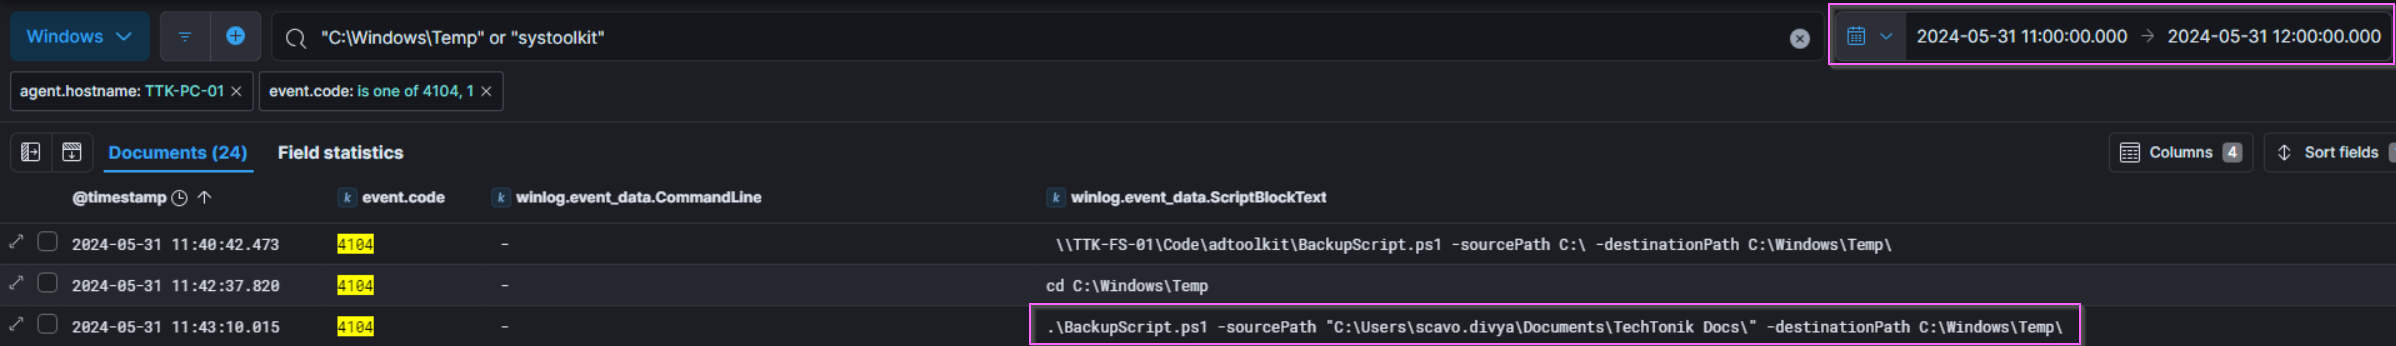 Windows "C:\Windows\Temp" or "systoolkit" 2024-05-31 11:00:00.000 → 2024-05-31 12:00:00.000
agent.hostname: TTK-PC-01 × event.code: is one of 4104, 1 ×
Documents (24) Field statistics Columns 4 Sort fields
@timestamp ↑ k event.code k winlog.event_data.CommandLine k winlog.event_data.ScriptBlockText
2024-05-31 11:40:42.473 4104 - \\TTK-FS-01\Code\adtoolkit\BackupScript.ps1 -sourcePath C:\ -destinationPath C:\Windows\Temp\
2024-05-31 11:42:37.820 4104 - cd C:\Windows\Temp
2024-05-31 11:43:10.015 4104 - .\BackupScript.ps1 -sourcePath "C:\Users\scavo.divya\Documents\TechTonik Docs\" -destinationPath C:\Windows\Temp\